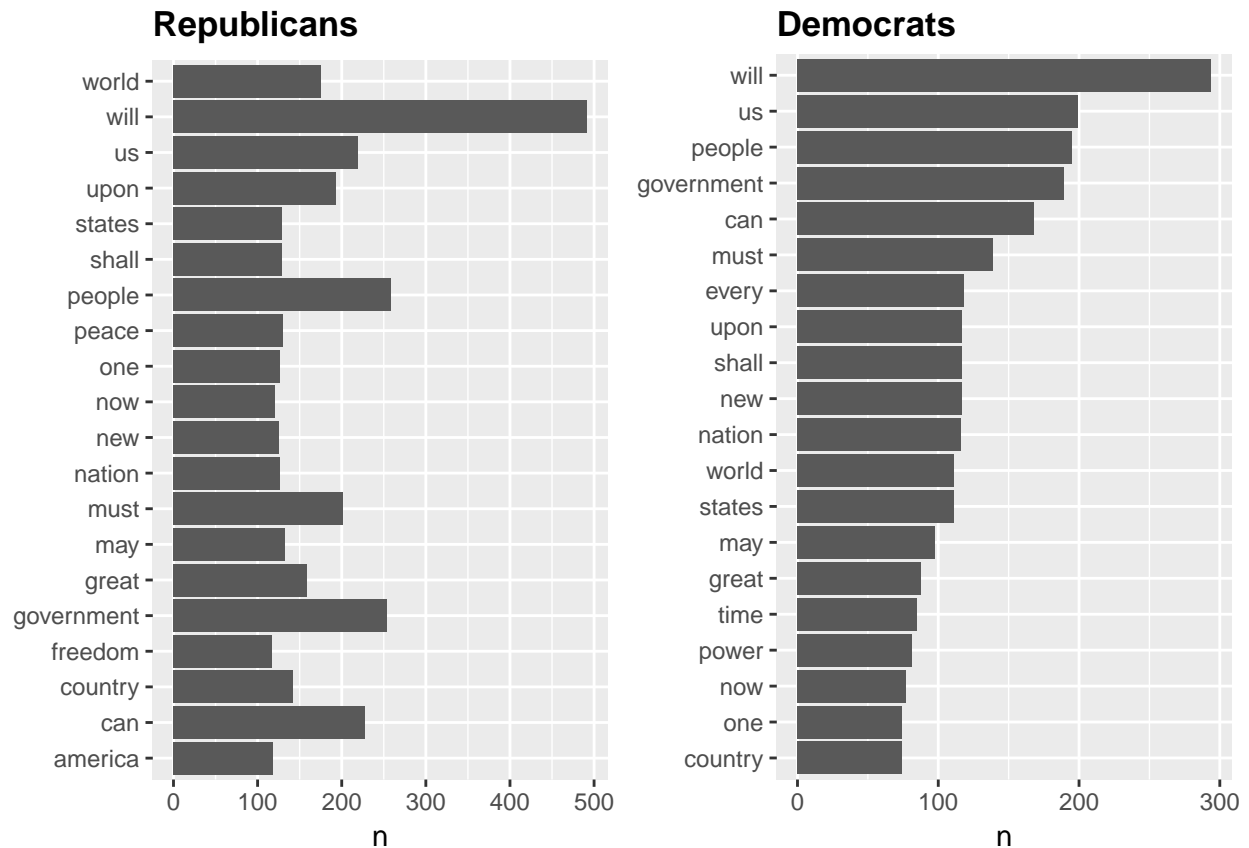 Republicans
world
will
us
upon
states
shall
people
peace
one
now
new
nation
must
may
great
government
freedom
country
can
america
0 100 200 300 400 500
n
Democrats
will
us
people
government
can
must
every
upon
shall
new
nation
world
states
may
great
time
power
now
one
country
0 100 200 300
n